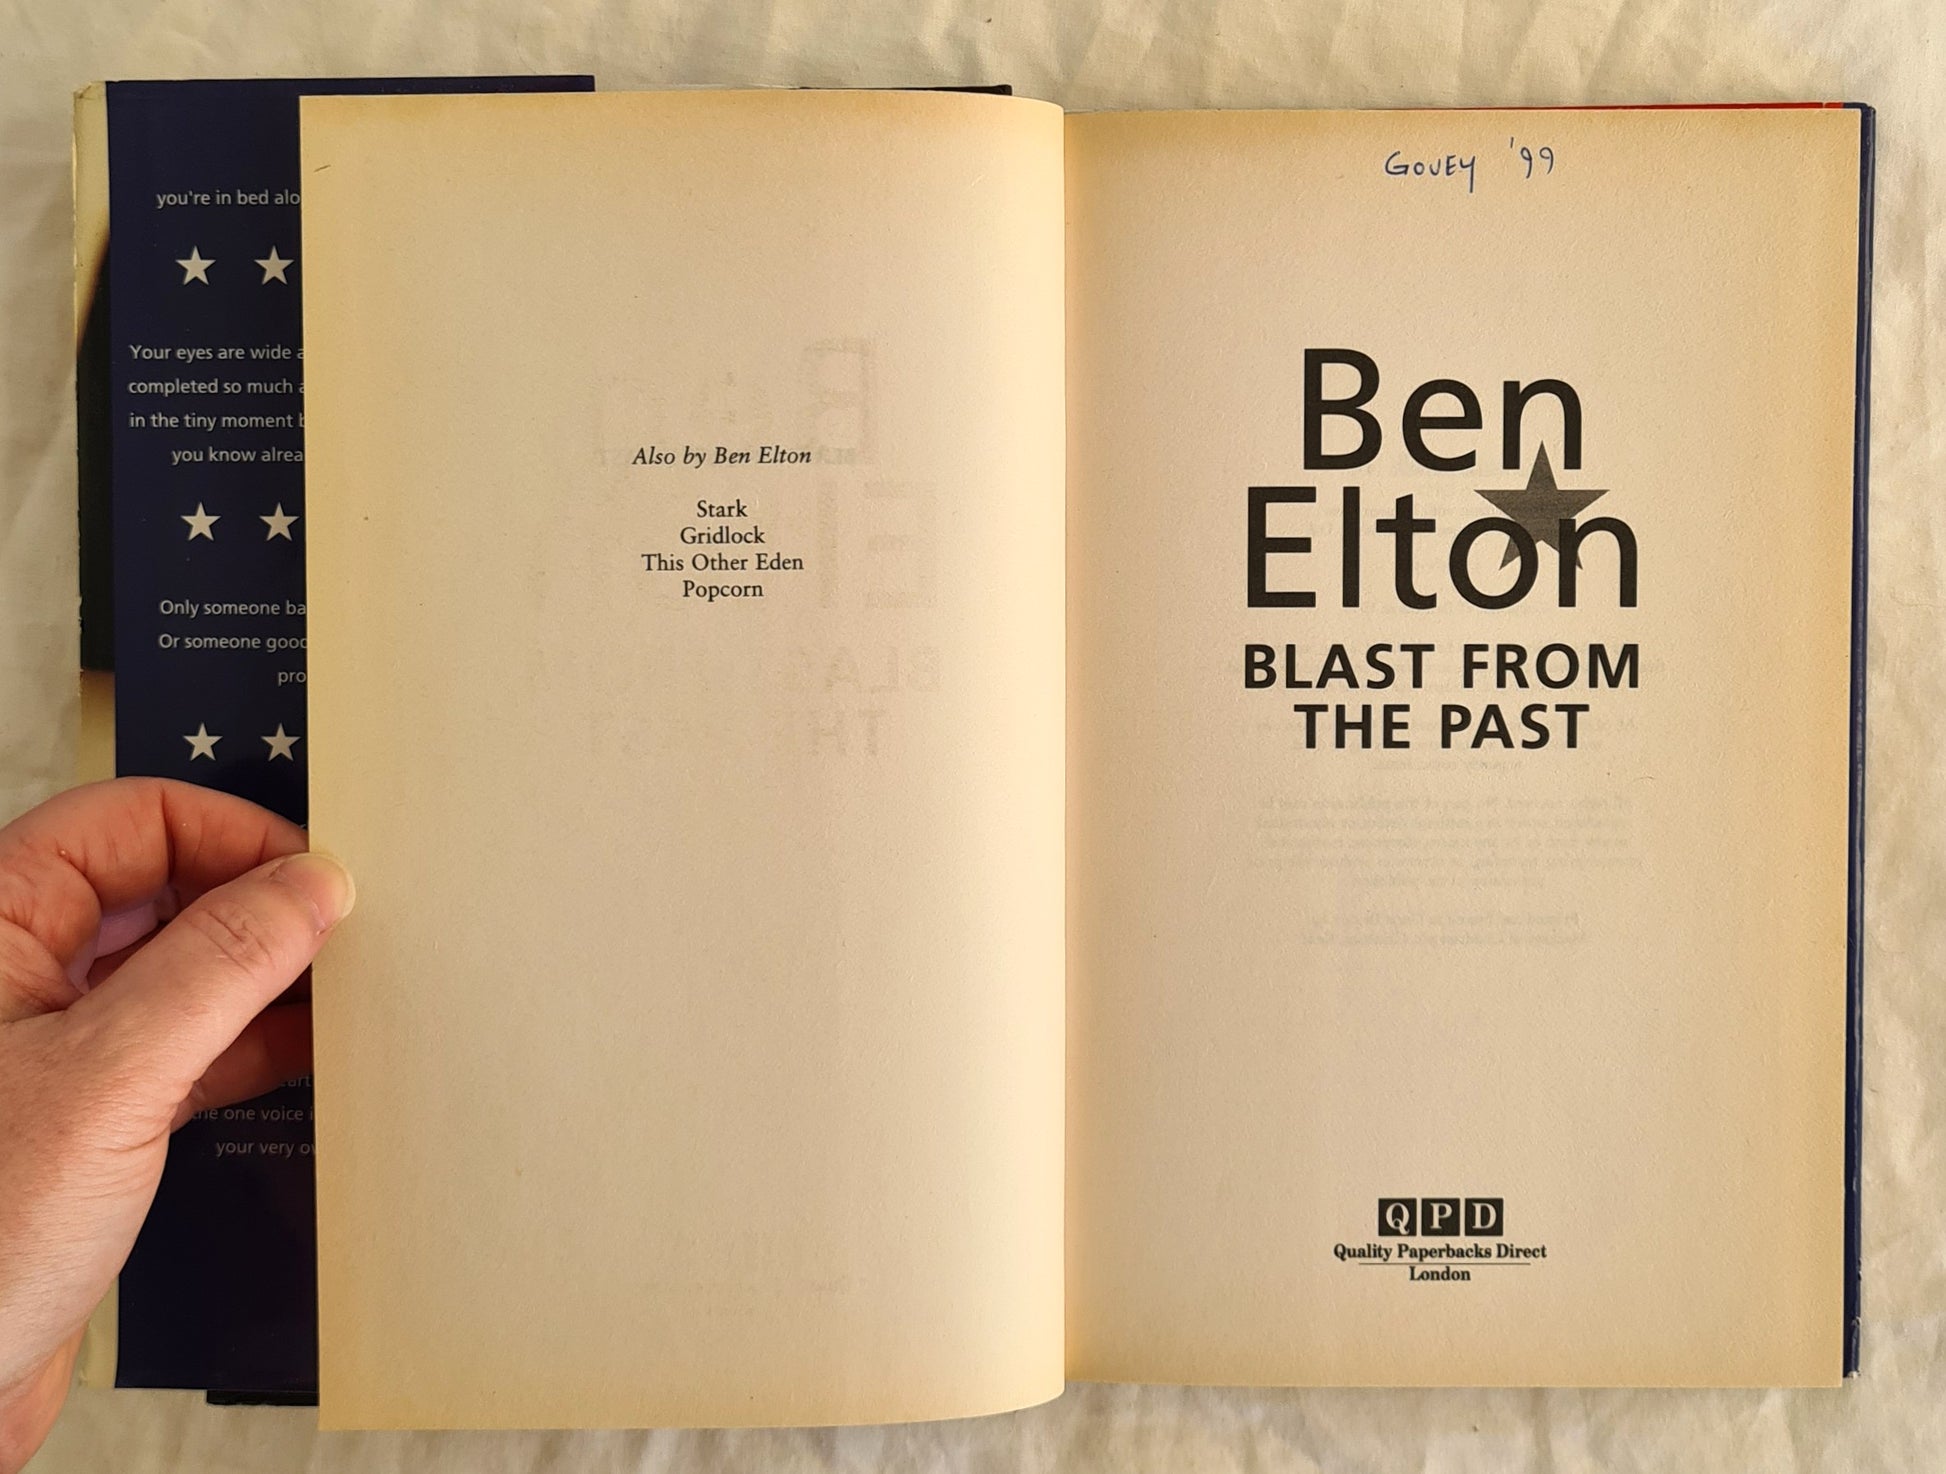 you're in bed alo
Your eyes are wide a
completed so much a
in the tiny moment b
you know alrea
Only someone ba
Or someone good
pro
the one voice i
your very ow
Also by Ben Elton
Stark
Gridlock
This Other Eden
Popcorn
GOVEY '99
Ben
Elton
BLAST FROM
THE PAST
QPD
Quality Paperbacks Direct
London